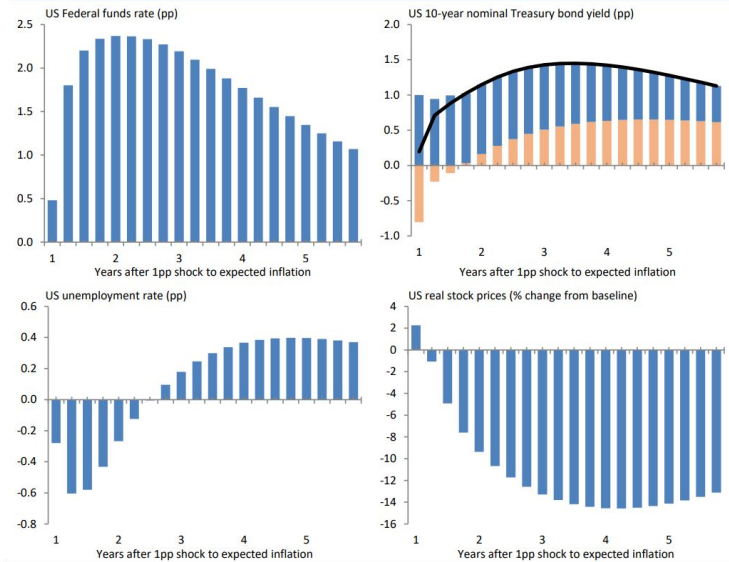 US Federal funds rate (pp)
2.5
2.0
1.5
1.0
0.5
0.0
1 2 3 4 5
Years after 1pp shock to expected inflation
US 10-year nominal Treasury bond yield (pp)
2.0
1.5
1.0
0.5
0.0
-0.5
-1.0
1 2 3 4 5
Years after 1pp shock to expected inflation
US unemployment rate (pp)
0.6
0.4
0.2
0.0
-0.2
-0.4
-0.6
-0.8
1 2 3 4 5
Years after 1pp shock to expected inflation
US real stock prices (% change from baseline)
4
2
0
-2
-4
-6
-8
-10
-12
-14
-16
1 2 3 4 5
Years after 1pp shock to expected inflation